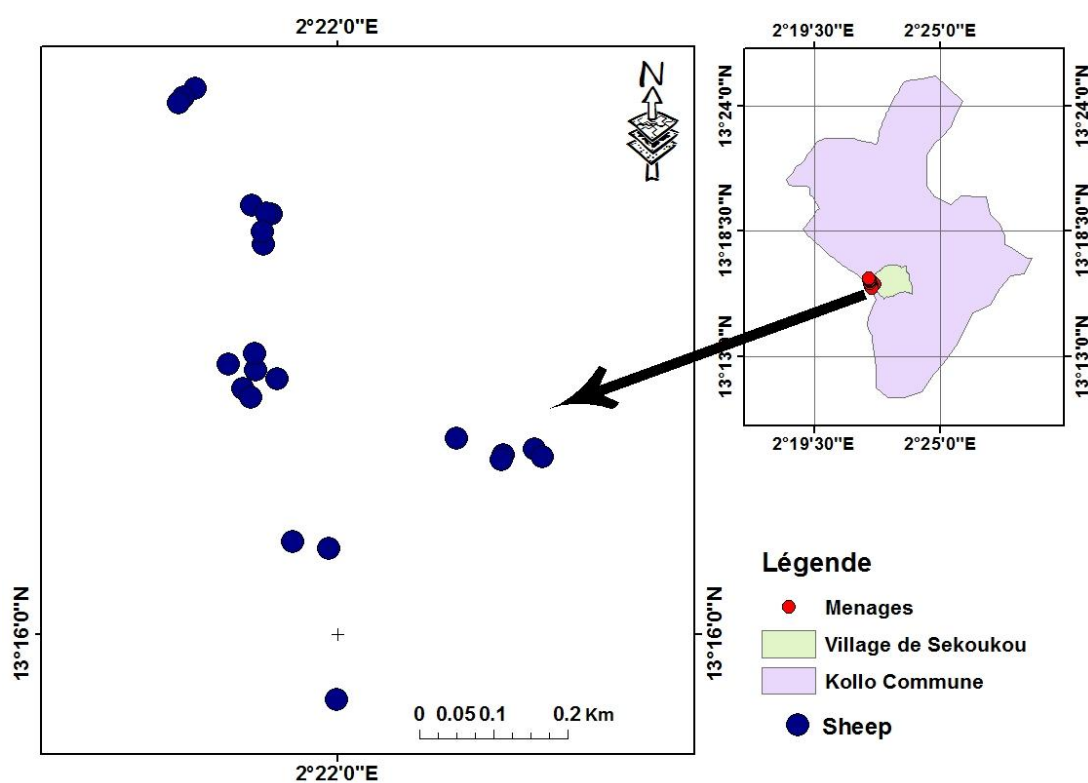 2°22'0"E
N
13°16'0"N
13°16'0"N
0 0.05 0.1 0.2 Km
2°22'0"E
2°19'30"E 2°25'0"E
13°24'0"N
13°24'0"N
13°18'30"N
13°18'30"N
13°13'0"N
13°13'0"N
2°19'30"E 2°25'0"E
Légende
Menages
Village de Sekoukou
Kollo Commune
Sheep